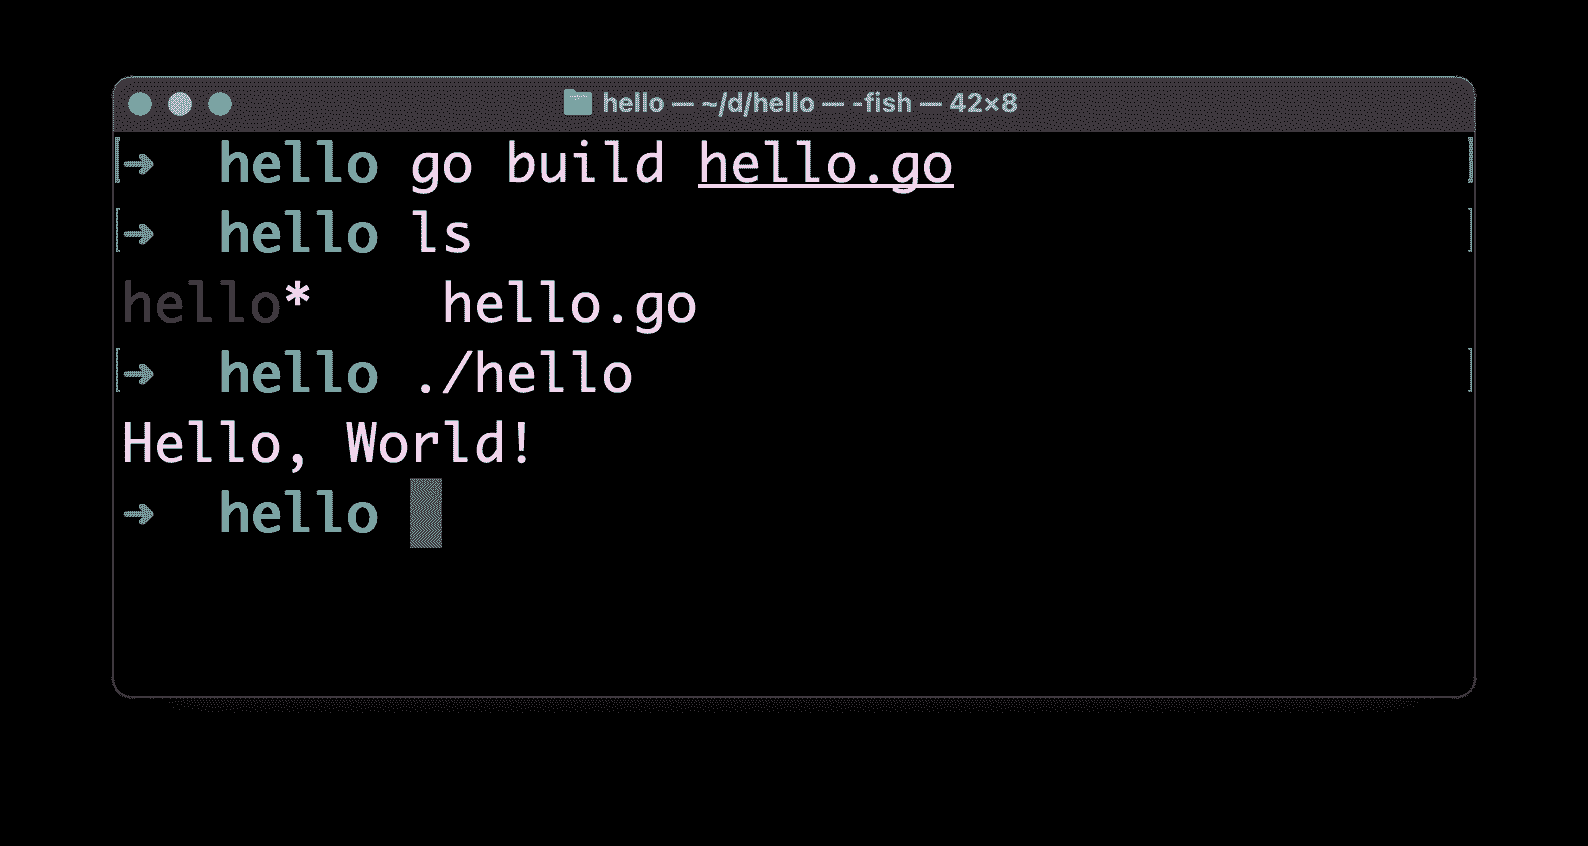 hello — ~/d/hello — -fish — 42×8
➜  hello go build hello.go
➜  hello ls
hello*    hello.go
➜  hello ./hello
Hello, World!
➜  hello